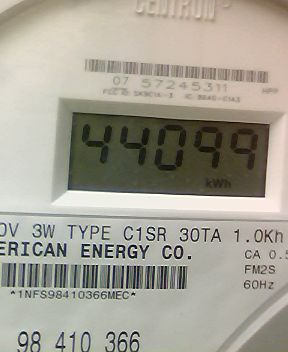 CENTRON
07 57245311
44099
kWh
0V 3W TYPE C1SR 30TA 1.0Kh
ERICAN ENERGY CO.
CA 0.5
FM2S
60Hz
*1NFS98410366MEC*
98 410 366